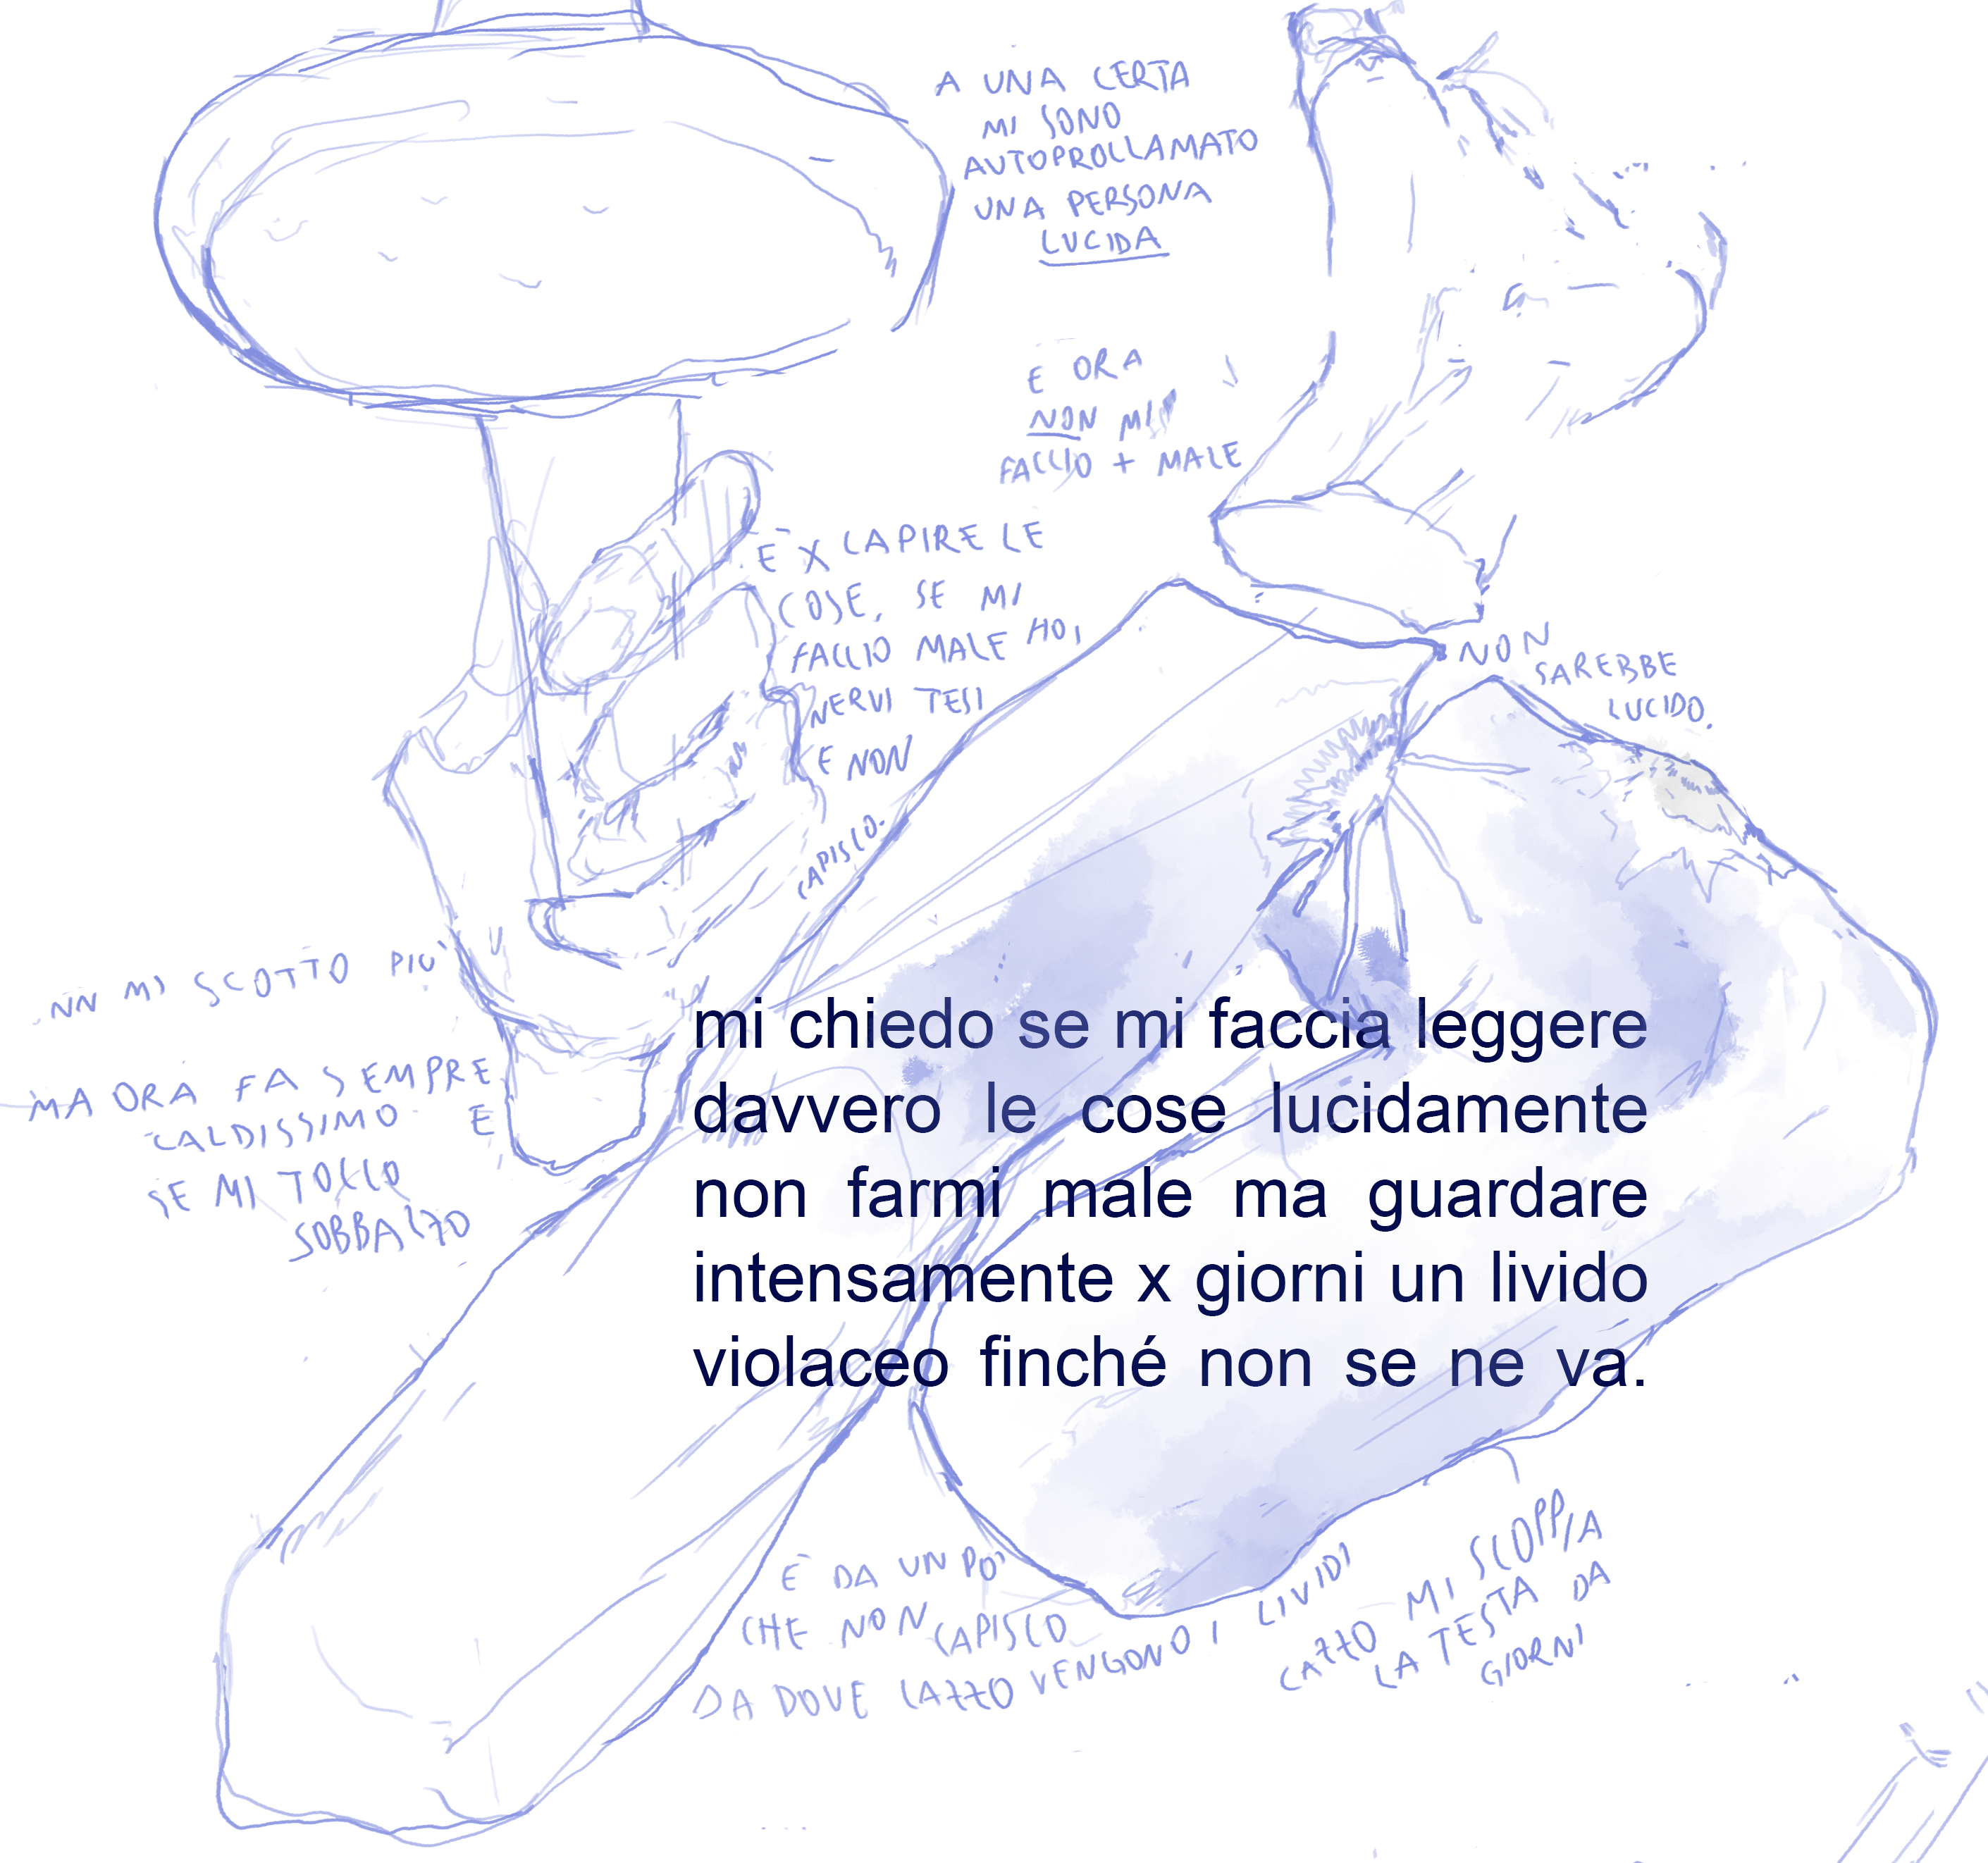 A UNA CERTA
MI SONO
AUTOPROLLAMATO
UNA PERSONA
LUCIDA
E ORA
NON MI
FACCIO + MALE
È X CAPIRE LE
COSE, SE MI
FACCIO MALE HO I
NERVI TESI
E NON
CAPISCO.
NON
SAREBBE
LUCIDO.
NN MI SCOTTO PIU'
MA ORA FA SEMPRE
CALDISSIMO E
SE MI TOCCO
SOBBALZO
mi chiedo se mi faccia leggere
davvero le cose lucidamente
non farmi male ma guardare
intensamente x giorni un livido
violaceo finché non se ne va.
È DA UN PO'
CHE NON CAPISCO
DA DOVE CAZZO VENGONO I LIVIDI
CAZZO MI SCOPPIA
LA TESTA DA
GIORNI